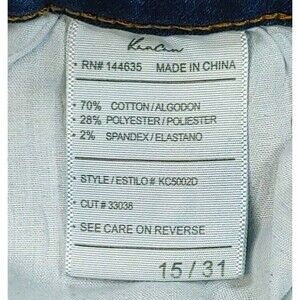 KanCan
• RN# 144635 MADE IN CHINA
• 70% COTTON/ALGODON
• 28% POLYESTER/POLIESTER
• 2% SPANDEX/ELASTANO
• STYLE/ESTILO# KC5002D
CUT# 33038
SEE CARE ON REVERSE
15/31